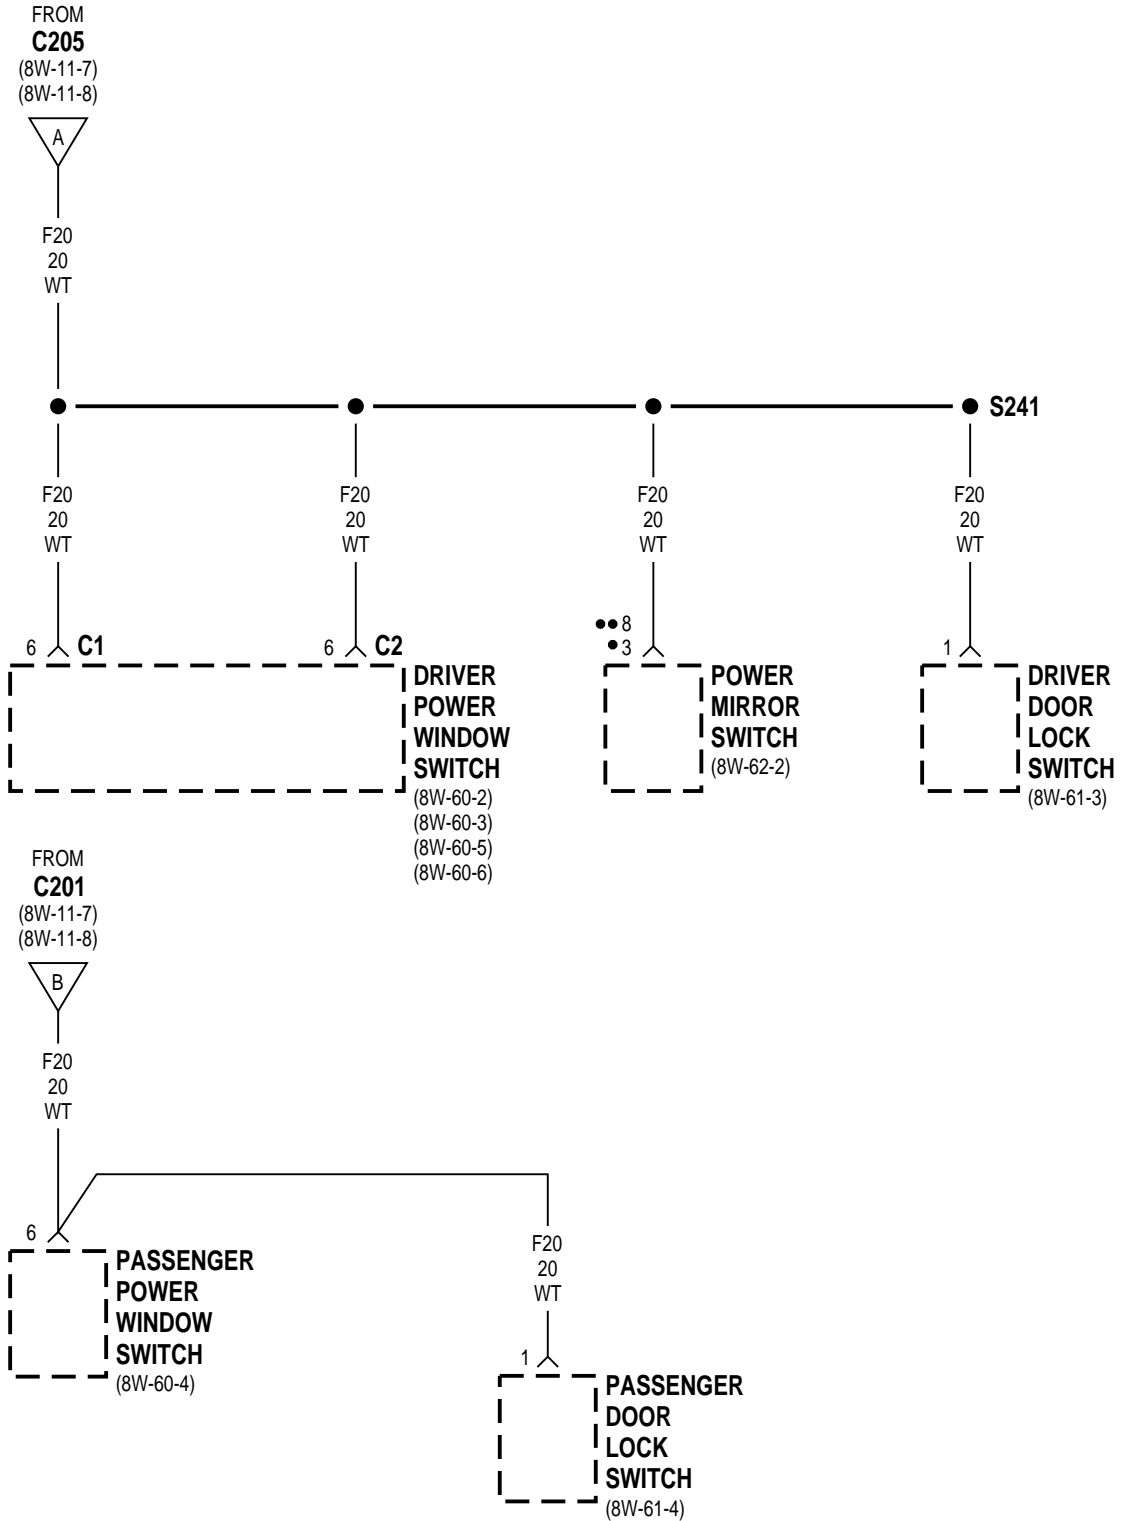 FROM
C205
(8W-11-7)
(8W-11-8)
A
F20
20
WT
S241
F20
20
WT
F20
20
WT
F20
20
WT
F20
20
WT
6
C1
6
C2
••8
•3
1
DRIVER
POWER
WINDOW
SWITCH
(8W-60-2)
(8W-60-3)
(8W-60-5)
(8W-60-6)
POWER
MIRROR
SWITCH
(8W-62-2)
DRIVER
DOOR
LOCK
SWITCH
(8W-61-3)
FROM
C201
(8W-11-7)
(8W-11-8)
B
F20
20
WT
6
PASSENGER
POWER
WINDOW
SWITCH
(8W-60-4)
F20
20
WT
1
PASSENGER
DOOR
LOCK
SWITCH
(8W-61-4)